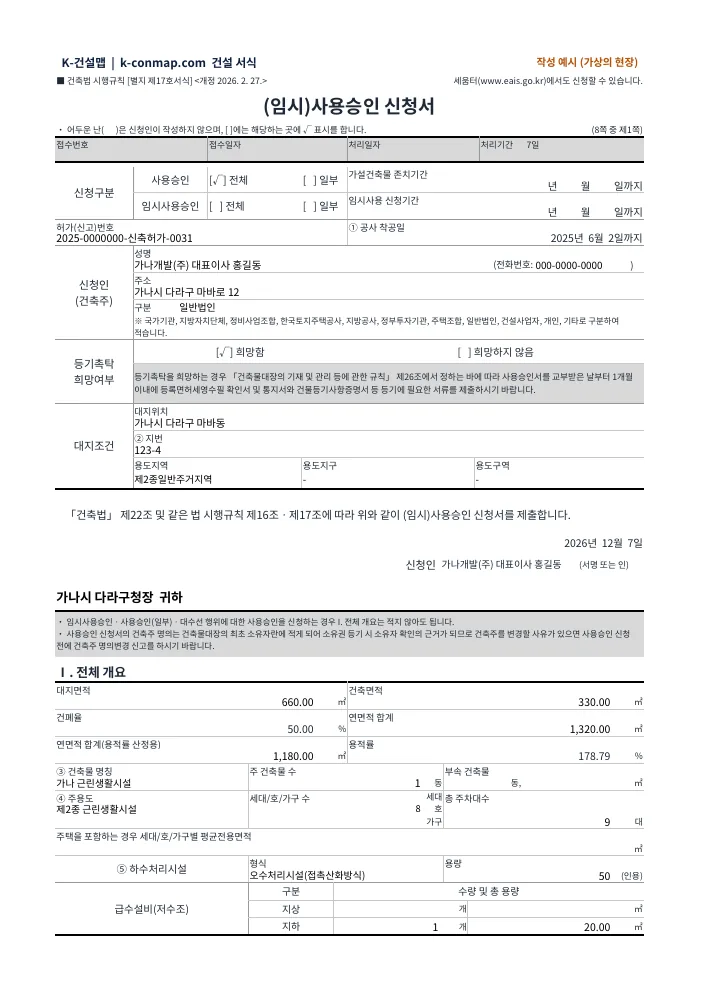 K-건설맵 | k-conmap.com 건설 서식
작성 예시 (가상의 현장)
■ 건축법 시행규칙 [별지 제17호서식] <개정 2026. 2. 27.>
세움터(www.eais.go.kr)에서도 신청할 수 있습니다.
(임시)사용승인 신청서
・ 어두운 난( )은 신청인이 작성하지 않으며, [ ]에는 해당하는 곳에 √ 표시를 합니다.
(8쪽 중 제1쪽)
접수번호 접수일자 처리일자 처리기간 7일
신청구분
사용승인 [√] 전체 [ ] 일부
가설건축물 존치기간
년 월 일까지
임시사용승인 [ ] 전체 [ ] 일부
임시사용 신청기간
년 월 일까지
허가(신고)번호
2025-0000000-신축허가-0031
① 공사 착공일
2025년 6월 2일까지
신청인
(건축주)
성명
가나개발(주) 대표이사 홍길동 (전화번호: 000-0000-0000 )
주소
가나시 다라구 마바로 12
구분 일반법인
※ 국가기관, 지방자치단체, 정비사업조합, 한국토지주택공사, 지방공사, 정부투자기관, 주택조합, 일반법인, 건설사업자, 개인, 기타로 구분하여
적습니다.
등기촉탁
희망여부
[√] 희망함 [ ] 희망하지 않음
등기촉탁을 희망하는 경우 「건축물대장의 기재 및 관리 등에 관한 규칙」 제26조에서 정하는 바에 따라 사용승인서를 교부받은 날부터 1개월
이내에 등록면허세영수필 확인서 및 통지서와 건물등기사항증명서 등 등기에 필요한 서류를 제출하시기 바랍니다.
대지조건
대지위치
가나시 다라구 마바동
② 지번
123-4
용도지역 용도지구 용도구역
제2종일반주거지역 - -
「건축법」 제22조 및 같은 법 시행규칙 제16조ㆍ제17조에 따라 위와 같이 (임시)사용승인 신청서를 제출합니다.
2026년 12월 7일
신청인 가나개발(주) 대표이사 홍길동 (서명 또는 인)
가나시 다라구청장 귀하
・ 임시사용승인ㆍ사용승인(일부)ㆍ대수선 행위에 대한 사용승인을 신청하는 경우 I. 전체 개요는 적지 않아도 됩니다.
・ 사용승인 신청서의 건축주 명의는 건축물대장의 최초 소유자란에 적게 되어 소유권 등기 시 소유자 확인의 근거가 되므로 건축주를 변경할 사유가 있으면 사용승인 신청
전에 건축주 명의변경 신고를 하시기 바랍니다.
Ⅰ. 전체 개요
대지면적 건축면적
660.00 ㎡ 330.00 ㎡
건폐율 연면적 합계
50.00 % 1,320.00 ㎡
연면적 합계(용적률 산정용) 용적률
1,180.00 ㎡ 178.79 %
③ 건축물 명칭 주 건축물 수 부속 건축물
가나 근린생활시설 1 동 동, ㎡
④ 주용도 세대/호/가구 수 세대 총 주차대수
제2종 근린생활시설 8 호
가구 9 대
주택을 포함하는 경우 세대/호/가구별 평균전용면적
㎡
⑤ 하수처리시설
형식 용량
오수처리시설(접촉산화방식) 50 (인용)
급수설비(저수조)
구분 수량 및 총 용량
지상 개 ㎡
지하 1 개 20.00 ㎡